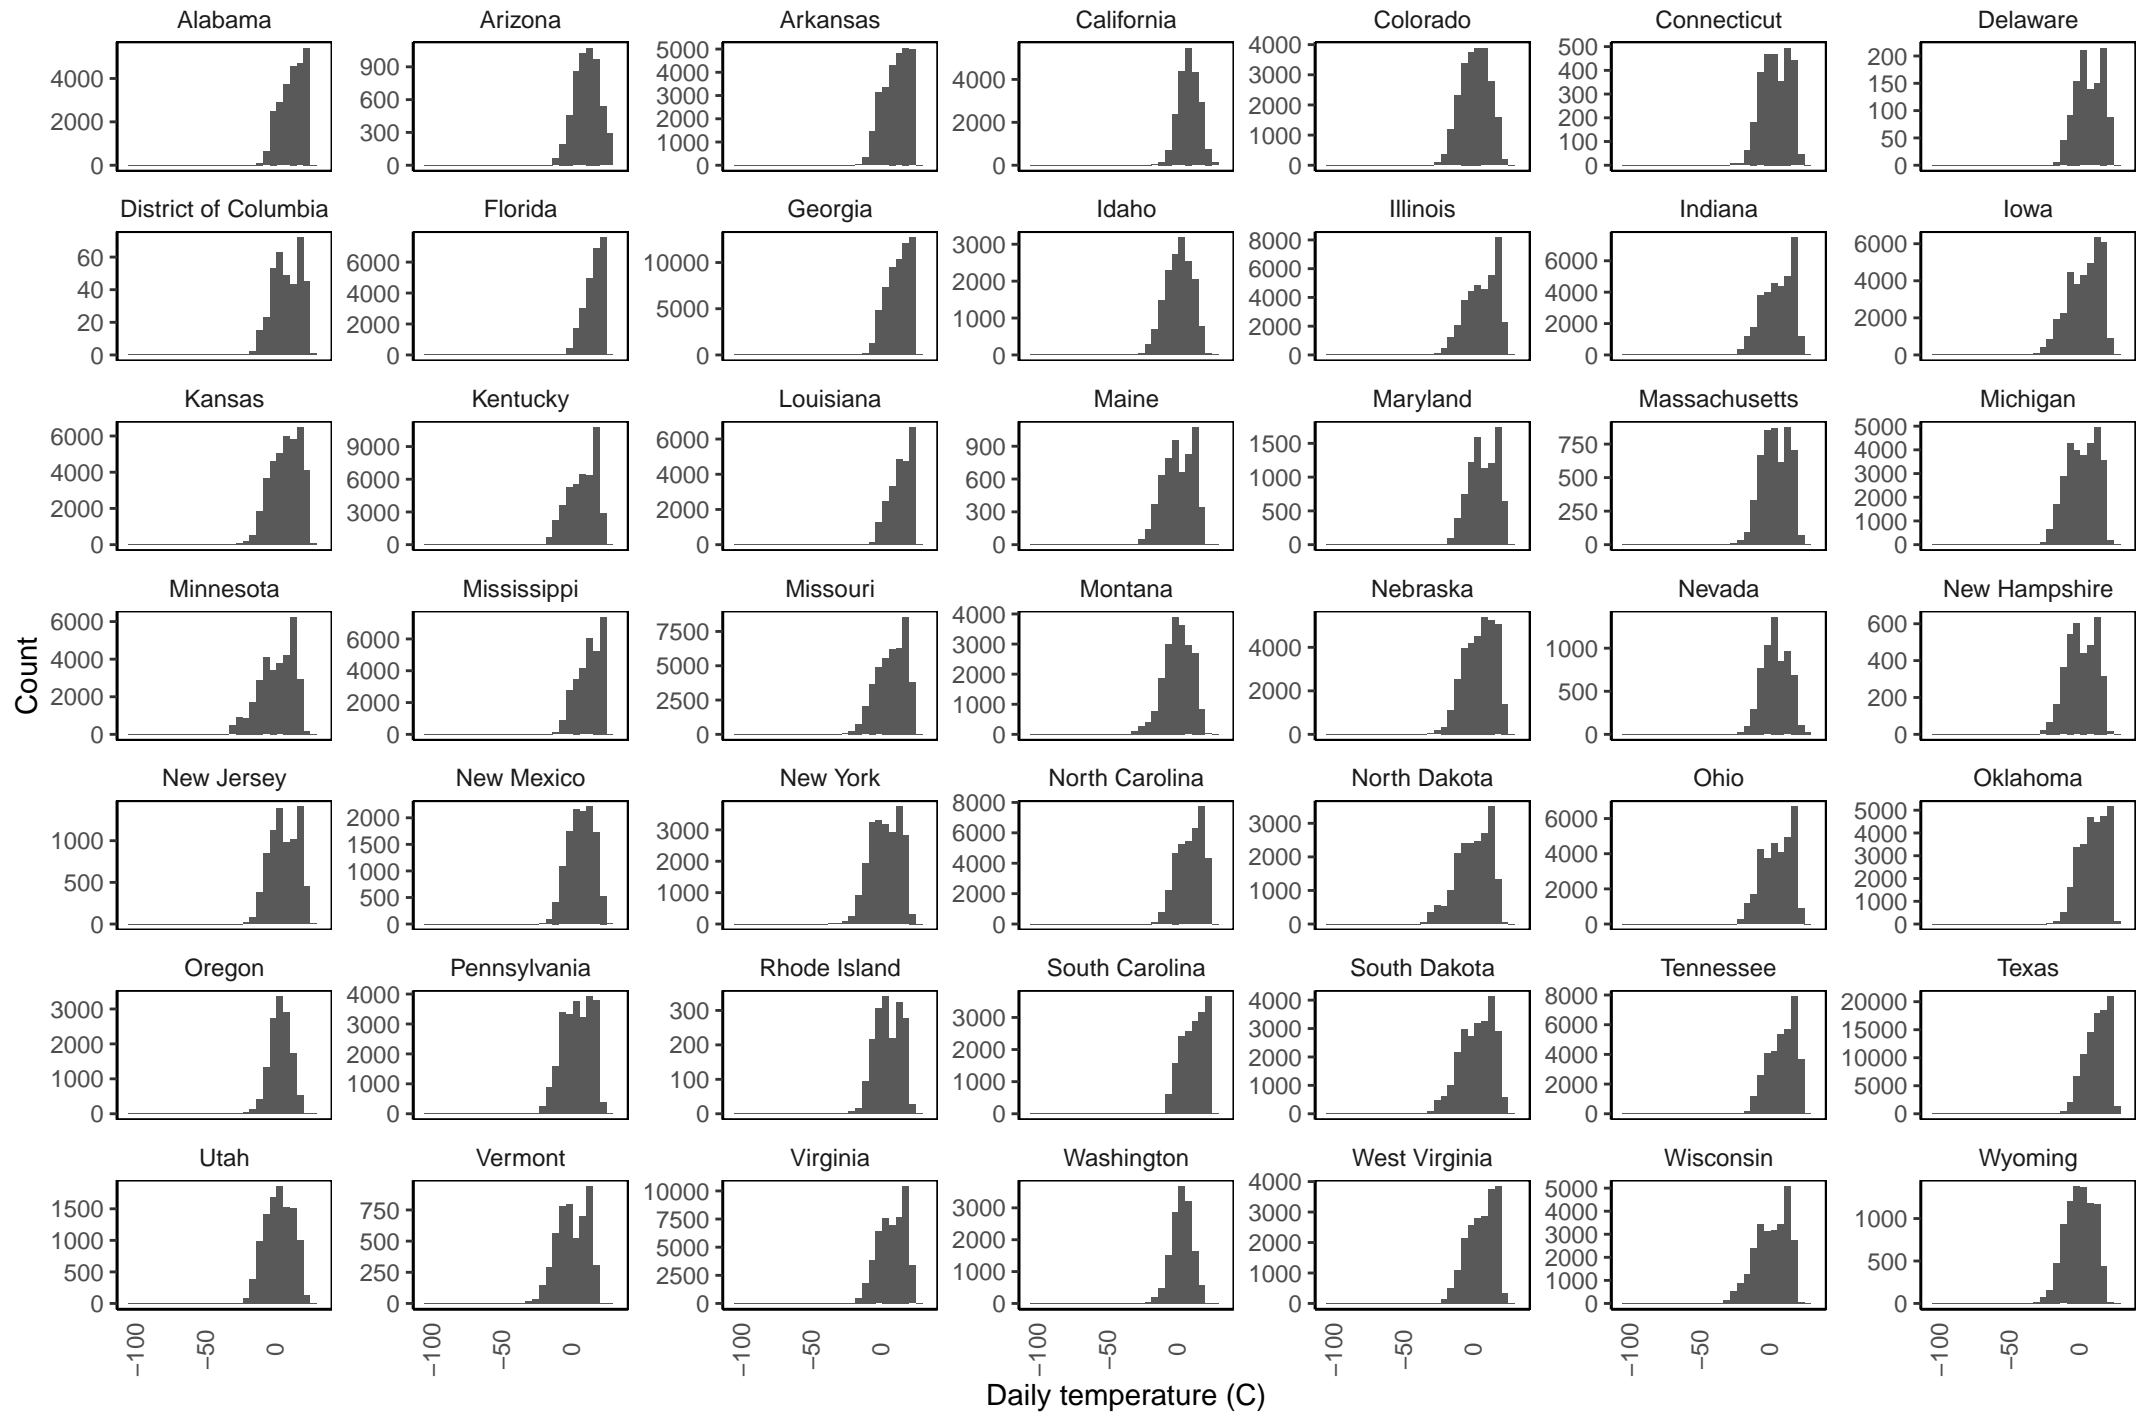 Alabama Arizona Arkansas California Colorado Connecticut Delaware
4000 2000 0
900 600 300 0
5000 4000 3000 2000 1000 0
4000 2000 0
4000 3000 2000 1000 0
500 400 300 200 100 0
200 150 100 50 0
District of Columbia Florida Georgia Idaho Illinois Indiana Iowa
60 40 20 0
6000 4000 2000 0
10000 5000 0
3000 2000 1000 0
8000 6000 4000 2000 0
6000 4000 2000 0
6000 4000 2000 0
Kansas Kentucky Louisiana Maine Maryland Massachusetts Michigan
6000 4000 2000 0
9000 6000 3000 0
6000 4000 2000 0
900 600 300 0
1500 1000 500 0
750 500 250 0
5000 4000 3000 2000 1000 0
Minnesota Mississippi Missouri Montana Nebraska Nevada New Hampshire
6000 4000 2000 0
6000 4000 2000 0
7500 5000 2500 0
4000 3000 2000 1000 0
4000 2000 0
1000 500 0
600 400 200 0
Count
New Jersey New Mexico New York North Carolina North Dakota Ohio Oklahoma
1000 500 0
2000 1500 1000 500 0
3000 2000 1000 0
8000 6000 4000 2000 0
3000 2000 1000 0
6000 4000 2000 0
5000 4000 3000 2000 1000 0
Oregon Pennsylvania Rhode Island South Carolina South Dakota Tennessee Texas
3000 2000 1000 0
4000 3000 2000 1000 0
300 200 100 0
3000 2000 1000 0
4000 3000 2000 1000 0
8000 6000 4000 2000 0
20000 15000 10000 5000 0
Utah Vermont Virginia Washington West Virginia Wisconsin Wyoming
1500 1000 500 0
750 500 250 0
10000 7500 5000 2500 0
3000 2000 1000 0
4000 3000 2000 1000 0
5000 4000 3000 2000 1000 0
1000 500 0
−100 −50 0 −100 −50 0 −100 −50 0 −100 −50 0 −100 −50 0 −100 −50 0 −100 −50 0
Daily temperature (C)